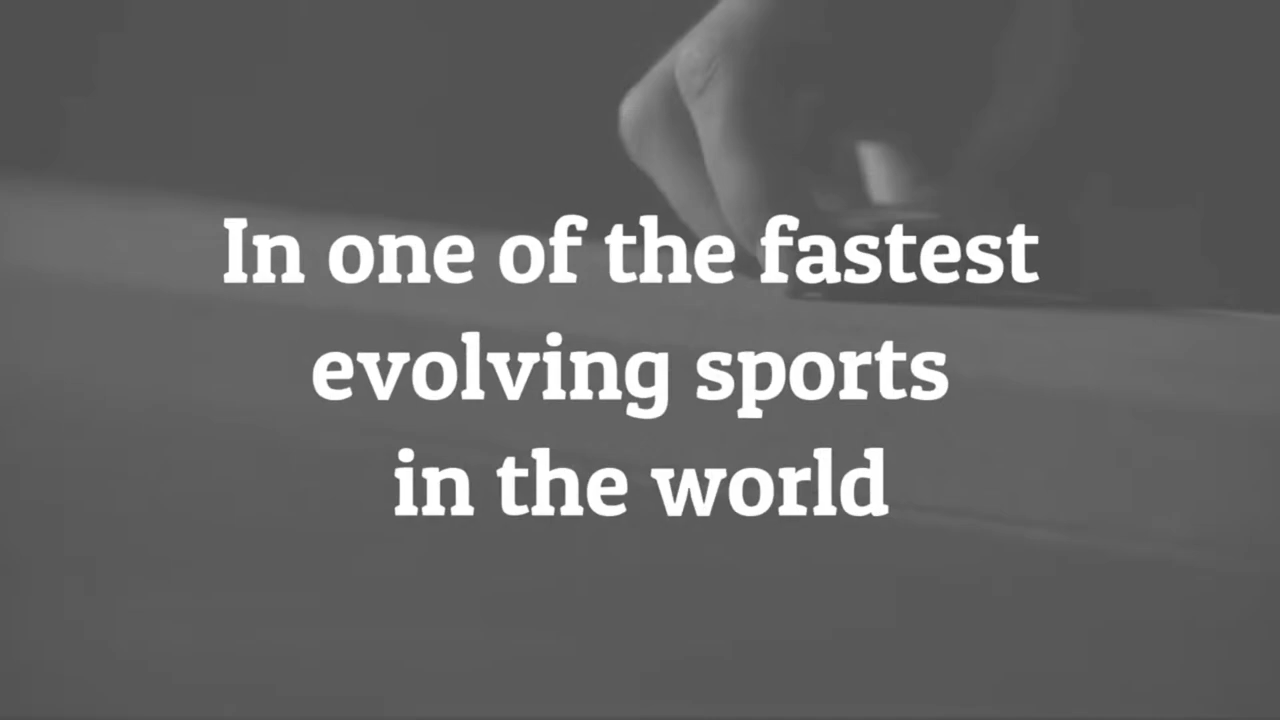 In one of the fastest
evolving sports
in the world